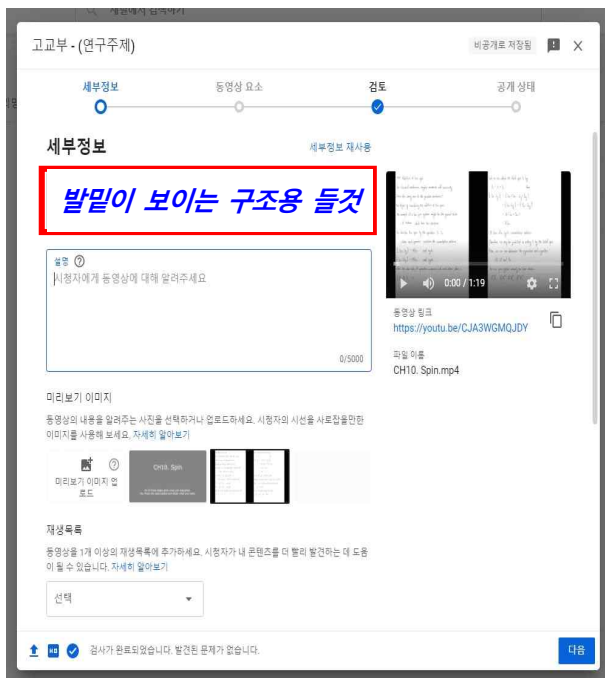 채널에서 검색하기
고교부 - (연구주제)
비공개로 저장됨
세부정보
동영상 요소
검토
공개 상태
세부정보
세부정보 재사용
발밑이 보이는 구조용 들것
설명
시청자에게 동영상에 대해 알려주세요
0/5000
0:00 / 1:19
동영상 링크
https://youtu.be/CJA3WGMQJDY
파일 이름
CH10. Spin.mp4
미리보기 이미지
동영상의 내용을 알려주는 사진을 선택하거나 업로드하세요. 시청자의 시선을 사로잡을만한
이미지를 사용해 보세요. 자세히 알아보기
미리보기 이미지 업
로드
CH10. Spin
재생목록
동영상을 1개 이상의 재생목록에 추가하세요. 시청자가 내 콘텐츠를 더 빨리 발견하는 데 도움
이 될 수 있습니다. 자세히 알아보기
선택
HD
검사가 완료되었습니다. 발견된 문제가 없습니다.
다음